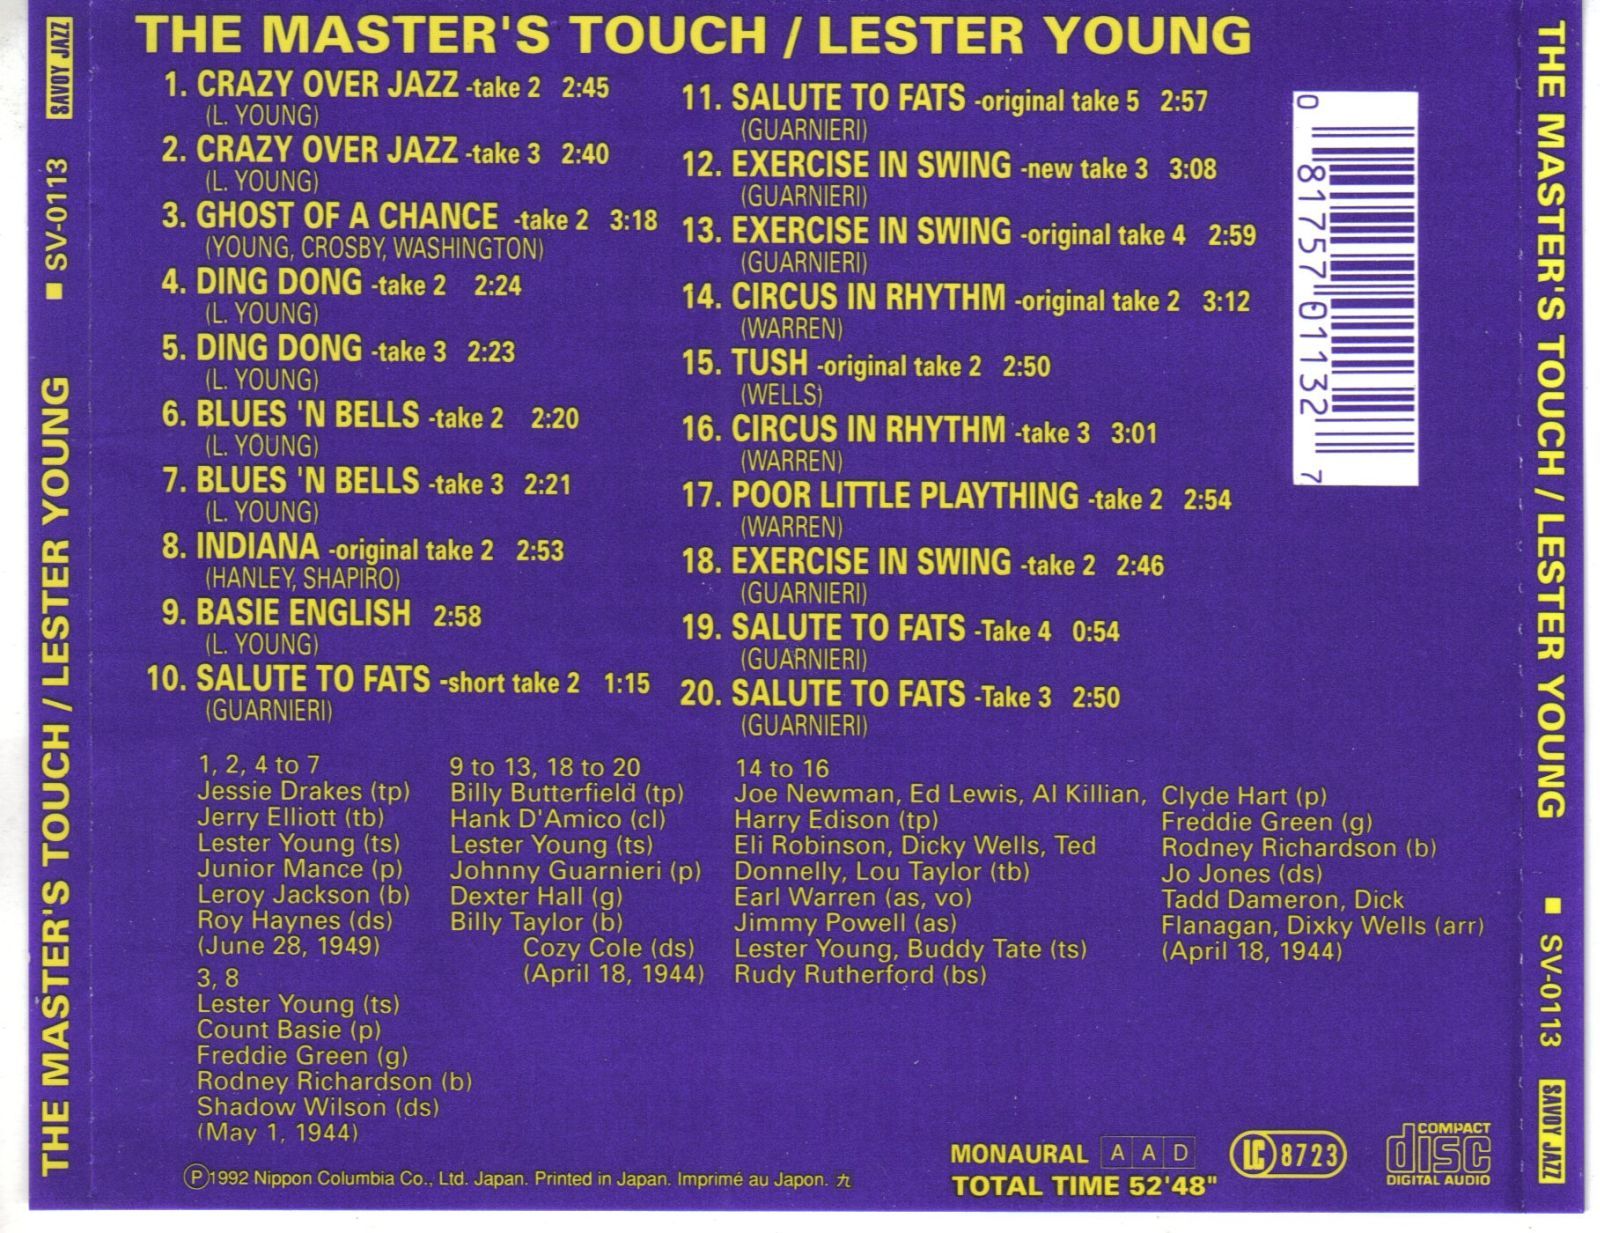 THE MASTER'S TOUCH / LESTER YOUNG
1. CRAZY OVER JAZZ -take 2 2:45
(L. YOUNG)
2. CRAZY OVER JAZZ -take 3 2:40
(L. YOUNG)
3. GHOST OF A CHANCE -take 2 3:18
(YOUNG, CROSBY, WASHINGTON)
4. DING DONG -take 2 2:24
(L. YOUNG)
5. DING DONG -take 3 2:23
(L. YOUNG)
6. BLUES 'N BELLS -take 2 2:20
(L. YOUNG)
7. BLUES 'N BELLS -take 3 2:21
(L. YOUNG)
8. INDIANA -original take 2 2:53
(HANLEY, SHAPIRO)
9. BASIE ENGLISH 2:58
(L. YOUNG)
10. SALUTE TO FATS -short take 2 1:15
(GUARNIERI)
11. SALUTE TO FATS -original take 5 2:57
(GUARNIERI)
12. EXERCISE IN SWING -new take 3 3:08
(GUARNIERI)
13. EXERCISE IN SWING -original take 4 2:59
(GUARNIERI)
14. CIRCUS IN RHYTHM -original take 2 3:12
(WARREN)
15. TUSH -original take 2 2:50
(WELLS)
16. CIRCUS IN RHYTHM -take 3 3:01
(WARREN)
17. POOR LITTLE PLAYTHING -take 2 2:54
(WARREN)
18. EXERCISE IN SWING -take 2 2:46
(GUARNIERI)
19. SALUTE TO FATS -Take 4 0:54
(GUARNIERI)
20. SALUTE TO FATS -Take 3 2:50
(GUARNIERI)
0 81757 01132 7
1, 2, 4 to 7
Jessie Drakes (tp)
Jerry Elliott (tb)
Lester Young (ts)
Junior Mance (p)
Leroy Jackson (b)
Roy Haynes (ds)
(June 28, 1949)
3, 8
Lester Young (ts)
Count Basie (p)
Freddie Green (g)
Rodney Richardson (b)
Shadow Wilson (ds)
(May 1, 1944)
9 to 13, 18 to 20
Billy Butterfield (tp)
Hank D'Amico (cl)
Lester Young (ts)
Johnny Guarnieri (p)
Dexter Hall (g)
Billy Taylor (b)
Cozy Cole (ds)
(April 18, 1944)
14 to 16
Joe Newman, Ed Lewis, Al Killian,
Harry Edison (tp)
Eli Robinson, Dicky Wells, Ted
Donnelly, Lou Taylor (tb)
Earl Warren (as, vo)
Jimmy Powell (as)
Lester Young, Buddy Tate (ts)
Rudy Rutherford (bs)
Clyde Hart (p)
Freddie Green (g)
Rodney Richardson (b)
Jo Jones (ds)
Tadd Dameron, Dick
Flanagan, Dixky Wells (arr)
(April 18, 1944)
Ⓟ1992 Nippon Columbia Co., Ltd. Japan. Printed in Japan. Imprimé au Japon. 九
MONAURAL AAD
TOTAL TIME 52'48"
LC 8723
COMPACT
disc
DIGITAL AUDIO
THE MASTER'S TOUCH / LESTER YOUNG ■ SV-0113 SAVOY JAZZ
THE MASTER'S TOUCH / LESTER YOUNG ■ SV-0113 SAVOY JAZZ